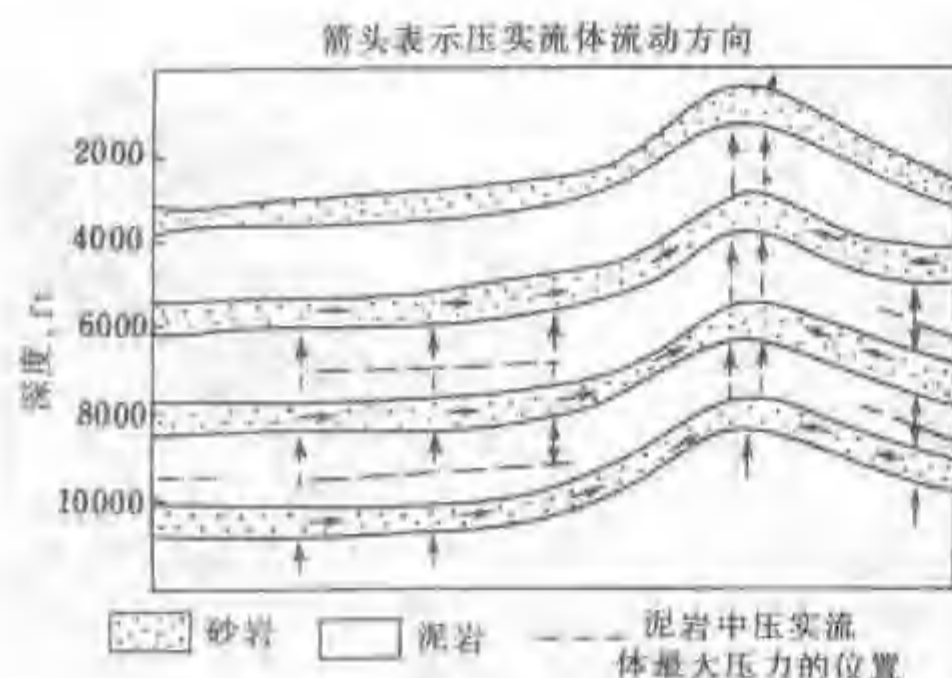 箭头表示压实流体流动方向
2000
4000
6000
8000
10000
深度,ft
砂岩
泥岩
泥岩中压实流
体最大压力的位置